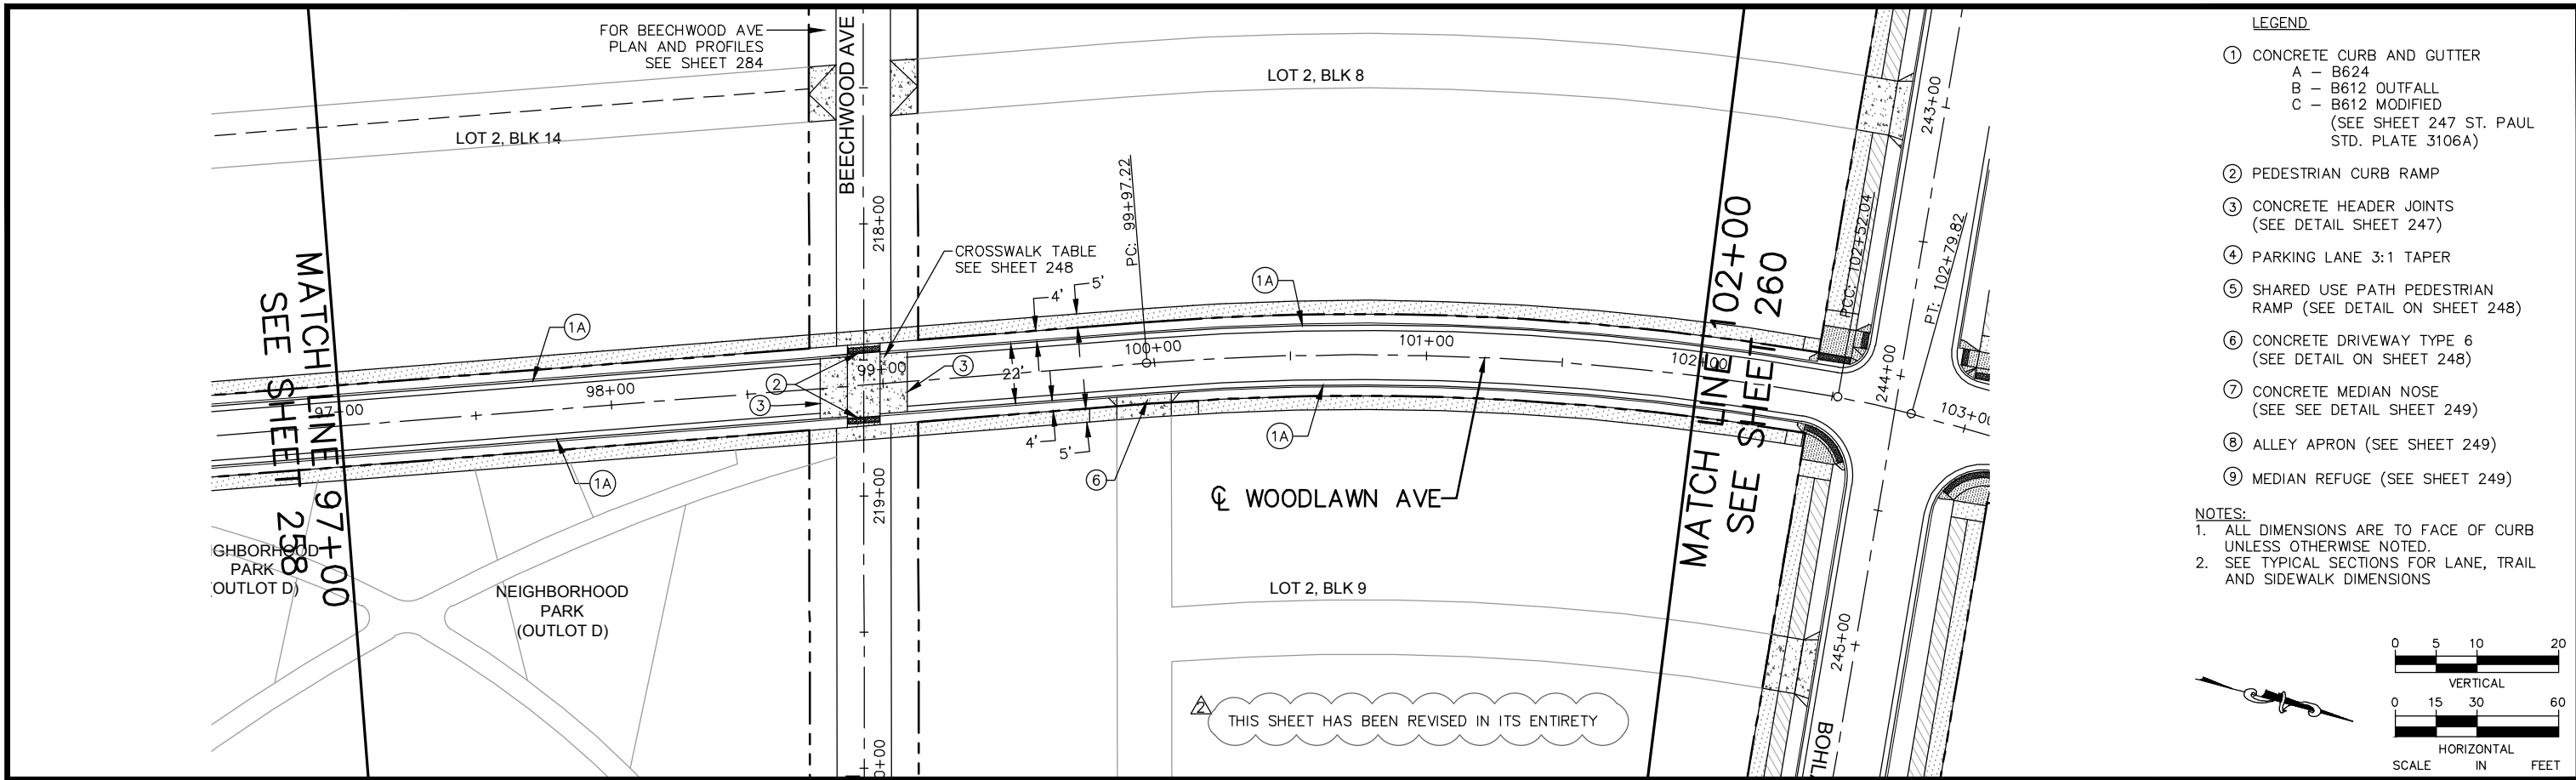 FOR BEECHWOOD AVE
PLAN AND PROFILES
SEE SHEET 284
BEECHWOOD AVE
LOT 2, BLK 14
LOT 2, BLK 8
218+00
CROSSWALK TABLE
SEE SHEET 248
PC: 99+97.22
4'
5'
1A
1A
MATCH LINE 97+00
SEE SHEET 258
97+00
98+00
99+00
100+00
101+00
102+00
103+00
2
3
3
22'
4'
5'
1A
1A
6
219+00
℄ WOODLAWN AVE
MATCH LINE 102+00
SEE SHEET 260
PCC: 102+52.04
PT: 102+79.82
243+00
244+00
245+00
GHBORHOOD
PARK
OUTLOT D)
NEIGHBORHOOD
PARK
(OUTLOT D)
LOT 2, BLK 9
2
THIS SHEET HAS BEEN REVISED IN ITS ENTIRETY
0+00
BOHL
LEGEND
1 CONCRETE CURB AND GUTTER
A – B624
B – B612 OUTFALL
C – B612 MODIFIED
(SEE SHEET 247 ST. PAUL
STD. PLATE 3106A)
2 PEDESTRIAN CURB RAMP
3 CONCRETE HEADER JOINTS
(SEE DETAIL SHEET 247)
4 PARKING LANE 3:1 TAPER
5 SHARED USE PATH PEDESTRIAN
RAMP (SEE DETAIL ON SHEET 248)
6 CONCRETE DRIVEWAY TYPE 6
(SEE DETAIL ON SHEET 248)
7 CONCRETE MEDIAN NOSE
(SEE SEE DETAIL SHEET 249)
8 ALLEY APRON (SEE SHEET 249)
9 MEDIAN REFUGE (SEE SHEET 249)
NOTES:
1. ALL DIMENSIONS ARE TO FACE OF CURB
UNLESS OTHERWISE NOTED.
2. SEE TYPICAL SECTIONS FOR LANE, TRAIL
AND SIDEWALK DIMENSIONS
0 5 10 20
VERTICAL
0 15 30 60
HORIZONTAL
SCALE IN FEET